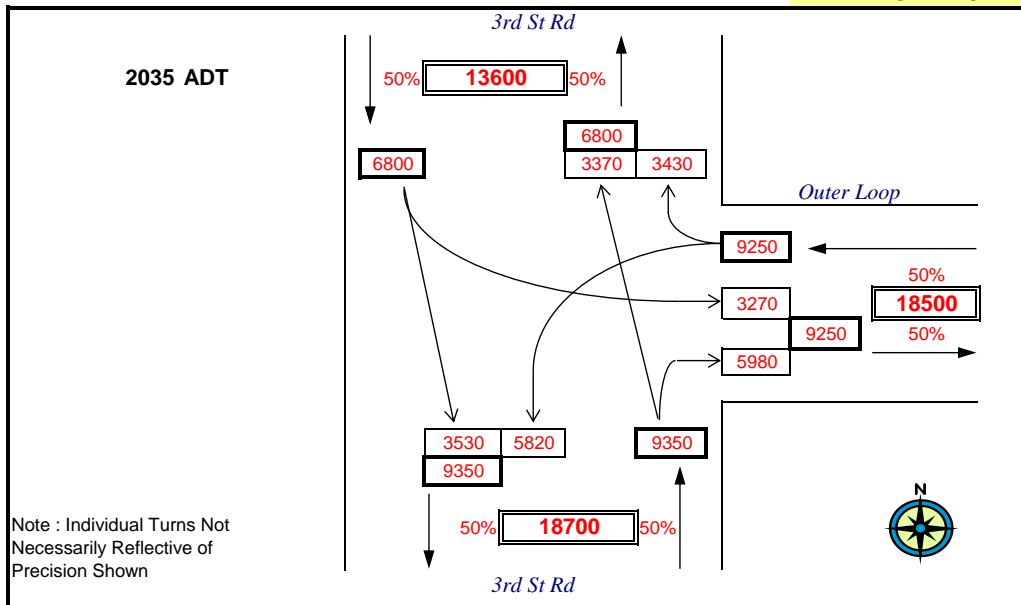 3rd St Rd
2035 ADT
50% 13600 50%
6800
6800
3370 3430
Outer Loop
9250
50%
3270
18500
9250 50%
5980
3530 5820 9350
9350
Note : Individual Turns Not
Necessarily Reflective of
Precision Shown
50% 18700 50%
N
3rd St Rd